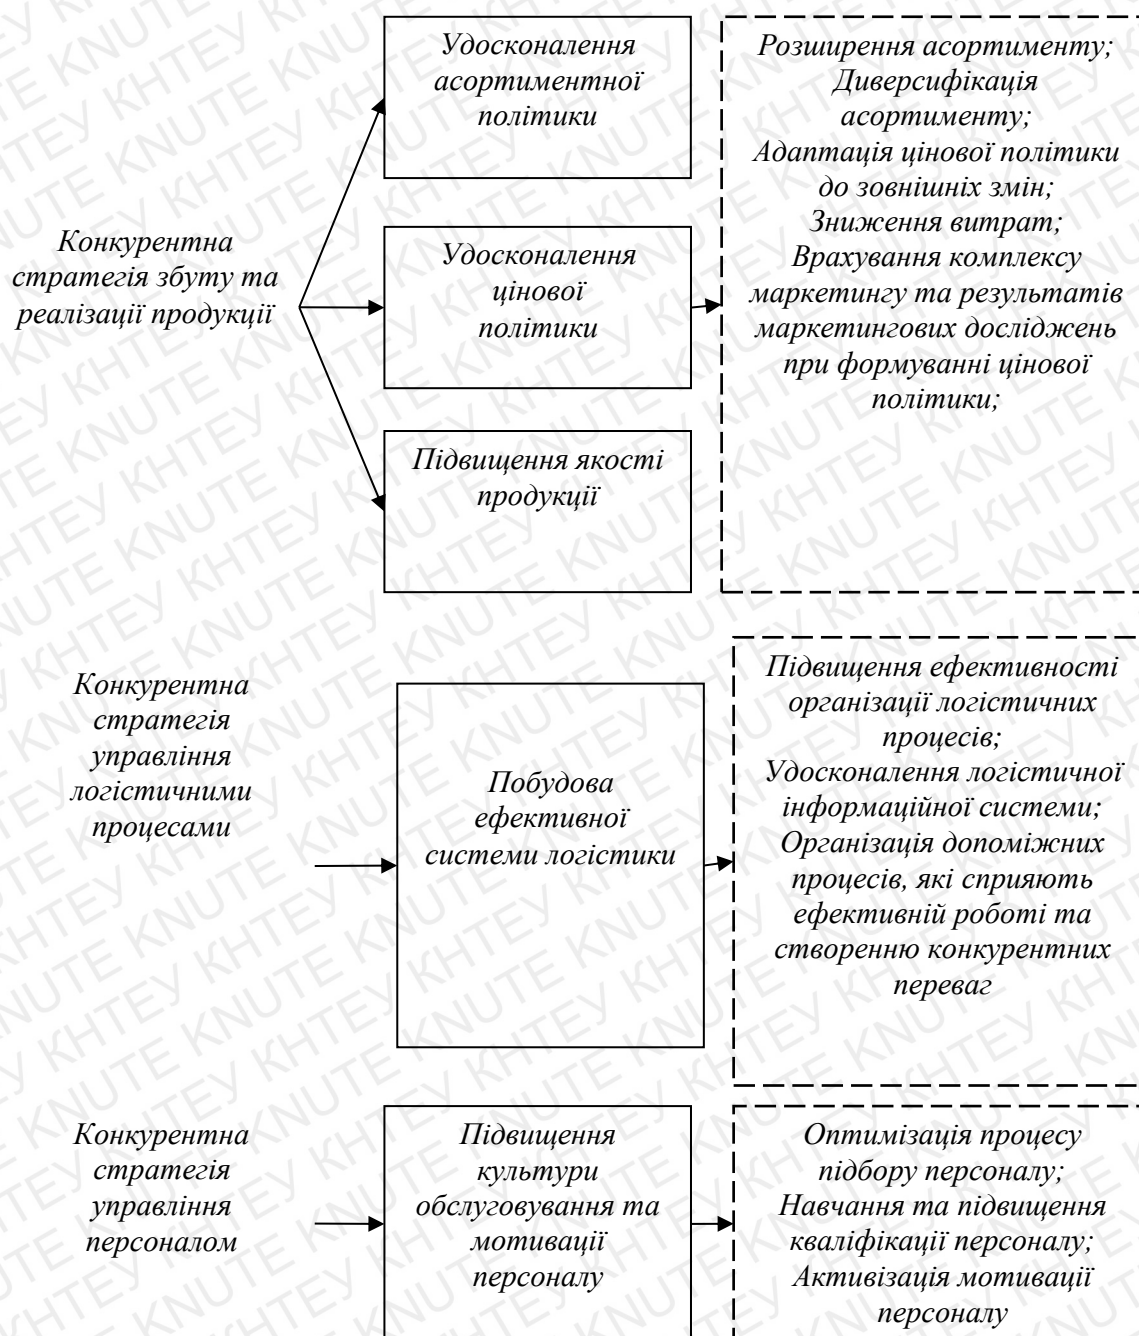 Конкурентна
стратегія збуту та
реалізації продукції
Удосконалення
асортиментної
політики
Удосконалення
цінової
політики
Підвищення якості
продукції
Розширення асортименту;
Диверсифікація
асортименту;
Адаптація цінової політики
до зовнішніх змін;
Зниження витрат;
Врахування комплексу
маркетингу та результатів
маркетингових досліджень
при формуванні цінової
політики;
Конкурентна
стратегія
управління
логістичними
процесами
Побудова
ефективної
системи логістики
Підвищення ефективності
організації логістичних
процесів;
Удосконалення логістичної
інформаційної системи;
Організація допоміжних
процесів, які сприяють
ефективній роботі та
створенню конкурентних
переваг
Конкурентна
стратегія
управління
персоналом
Підвищення
культури
обслуговування та
мотивації
персоналу
Оптимізація процесу
підбору персоналу;
Навчання та підвищення
кваліфікації персоналу;
Активізація мотивації
персоналу